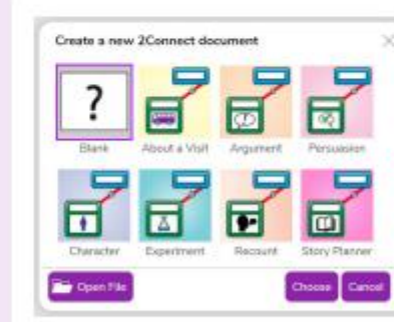 Create a new 2Connect document
?
Blank About a Visit Argument Persuasion
Character Experiment Recount Story Planner
Open File Choose Cancel